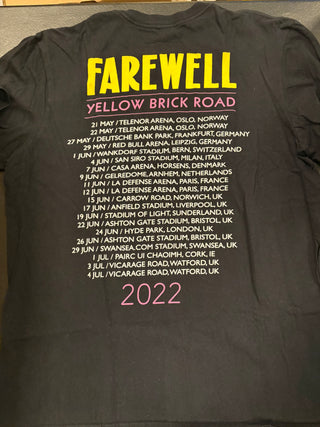 FAREWELL
YELLOW BRICK ROAD
21 MAY / TELENOR ARENA, OSLO, NORWAY
22 MAY / TELENOR ARENA, OSLO, NORWAY
27 MAY / DEUTSCHE BANK PARK, FRANKFURT, GERMANY
29 MAY / RED BULL ARENA, LEIPZIG, GERMANY
1 JUN / WANKDORF STADIUM, BERN, SWITZERLAND
4 JUN / SAN SIRO STADIUM, MILAN, ITALY
7 JUN / CASA ARENA, HORSENS, DENMARK
9 JUN / GELREDOME, ARNHEM, NETHERLANDS
11 JUN / LA DEFENSE ARENA, PARIS, FRANCE
12 JUN / LA DEFENSE ARENA, PARIS, FRANCE
15 JUN / CARROW ROAD, NORWICH, UK
17 JUN / ANFIELD STADIUM, LIVERPOOL, UK
19 JUN / STADIUM OF LIGHT, SUNDERLAND, UK
22 JUN / ASHTON GATE STADIUM, BRISTOL, UK
24 JUN / HYDE PARK, LONDON, UK
26 JUN / ASHTON GATE STADIUM, BRISTOL, UK
29 JUN / SWANSEA.COM STADIUM, SWANSEA, UK
1 JUL / PAIRC UI CHAOIMH, CORK, IE
3 JUL / VICARAGE ROAD, WATFORD, UK
4 JUL / VICARAGE ROAD, WATFORD, UK
2022